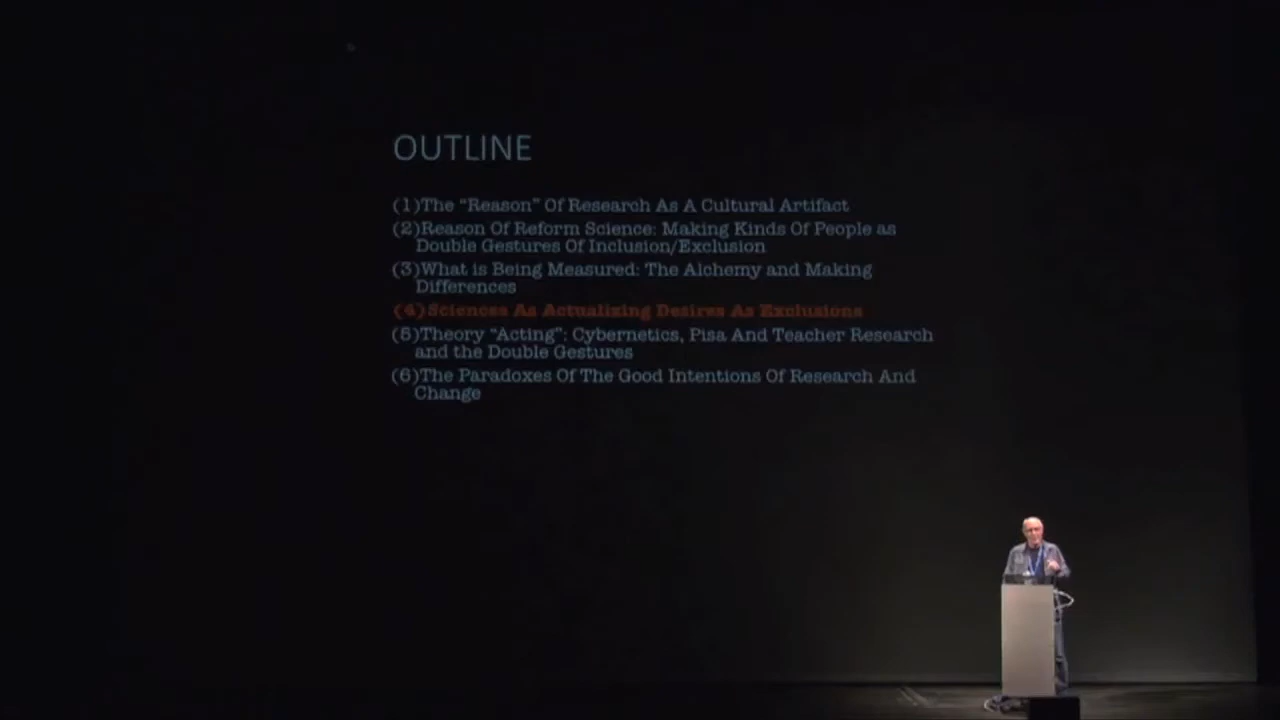 OUTLINE
(1)The “Reason” Of Research As A Cultural Artifact
(2)Reason Of Reform Science: Making Kinds Of People as
Double Gestures Of Inclusion/Exclusion
(3)What is Being Measured: The Alchemy and Making
Differences
(4)Sciences As Actualizing Desires As Exclusions
(5)Theory “Acting”: Cybernetics, Pisa And Teacher Research
and the Double Gestures
(6)The Paradoxes Of The Good Intentions Of Research And
Change